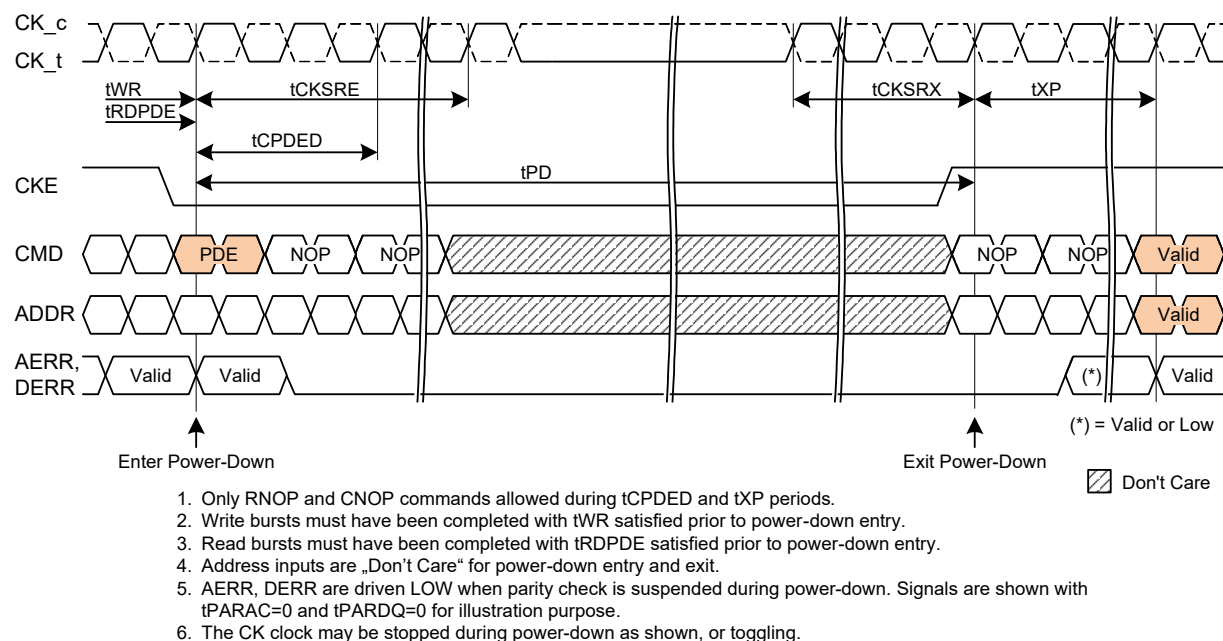 CK_c
CK_t
tWR
tCKSRE
tCKSRX
tXP
tRDPDE
tCPDED
tPD
CKE
CMD
PDE
NOP
NOP
NOP
NOP
Valid
ADDR
Valid
AERR,
DERR
Valid
Valid
(*)
Valid
(*) = Valid or Low
Enter Power-Down
Exit Power-Down
Don't Care
1. Only RNOP and CNOP commands allowed during tCPDED and tXP periods.
2. Write bursts must have been completed with tWR satisfied prior to power-down entry.
3. Read bursts must have been completed with tRDPDE satisfied prior to power-down entry.
4. Address inputs are „Don’t Care“ for power-down entry and exit.
5. AERR, DERR are driven LOW when parity check is suspended during power-down. Signals are shown with
tPARAC=0 and tPARDQ=0 for illustration purpose.
6. The CK clock may be stopped during power-down as shown, or toggling.